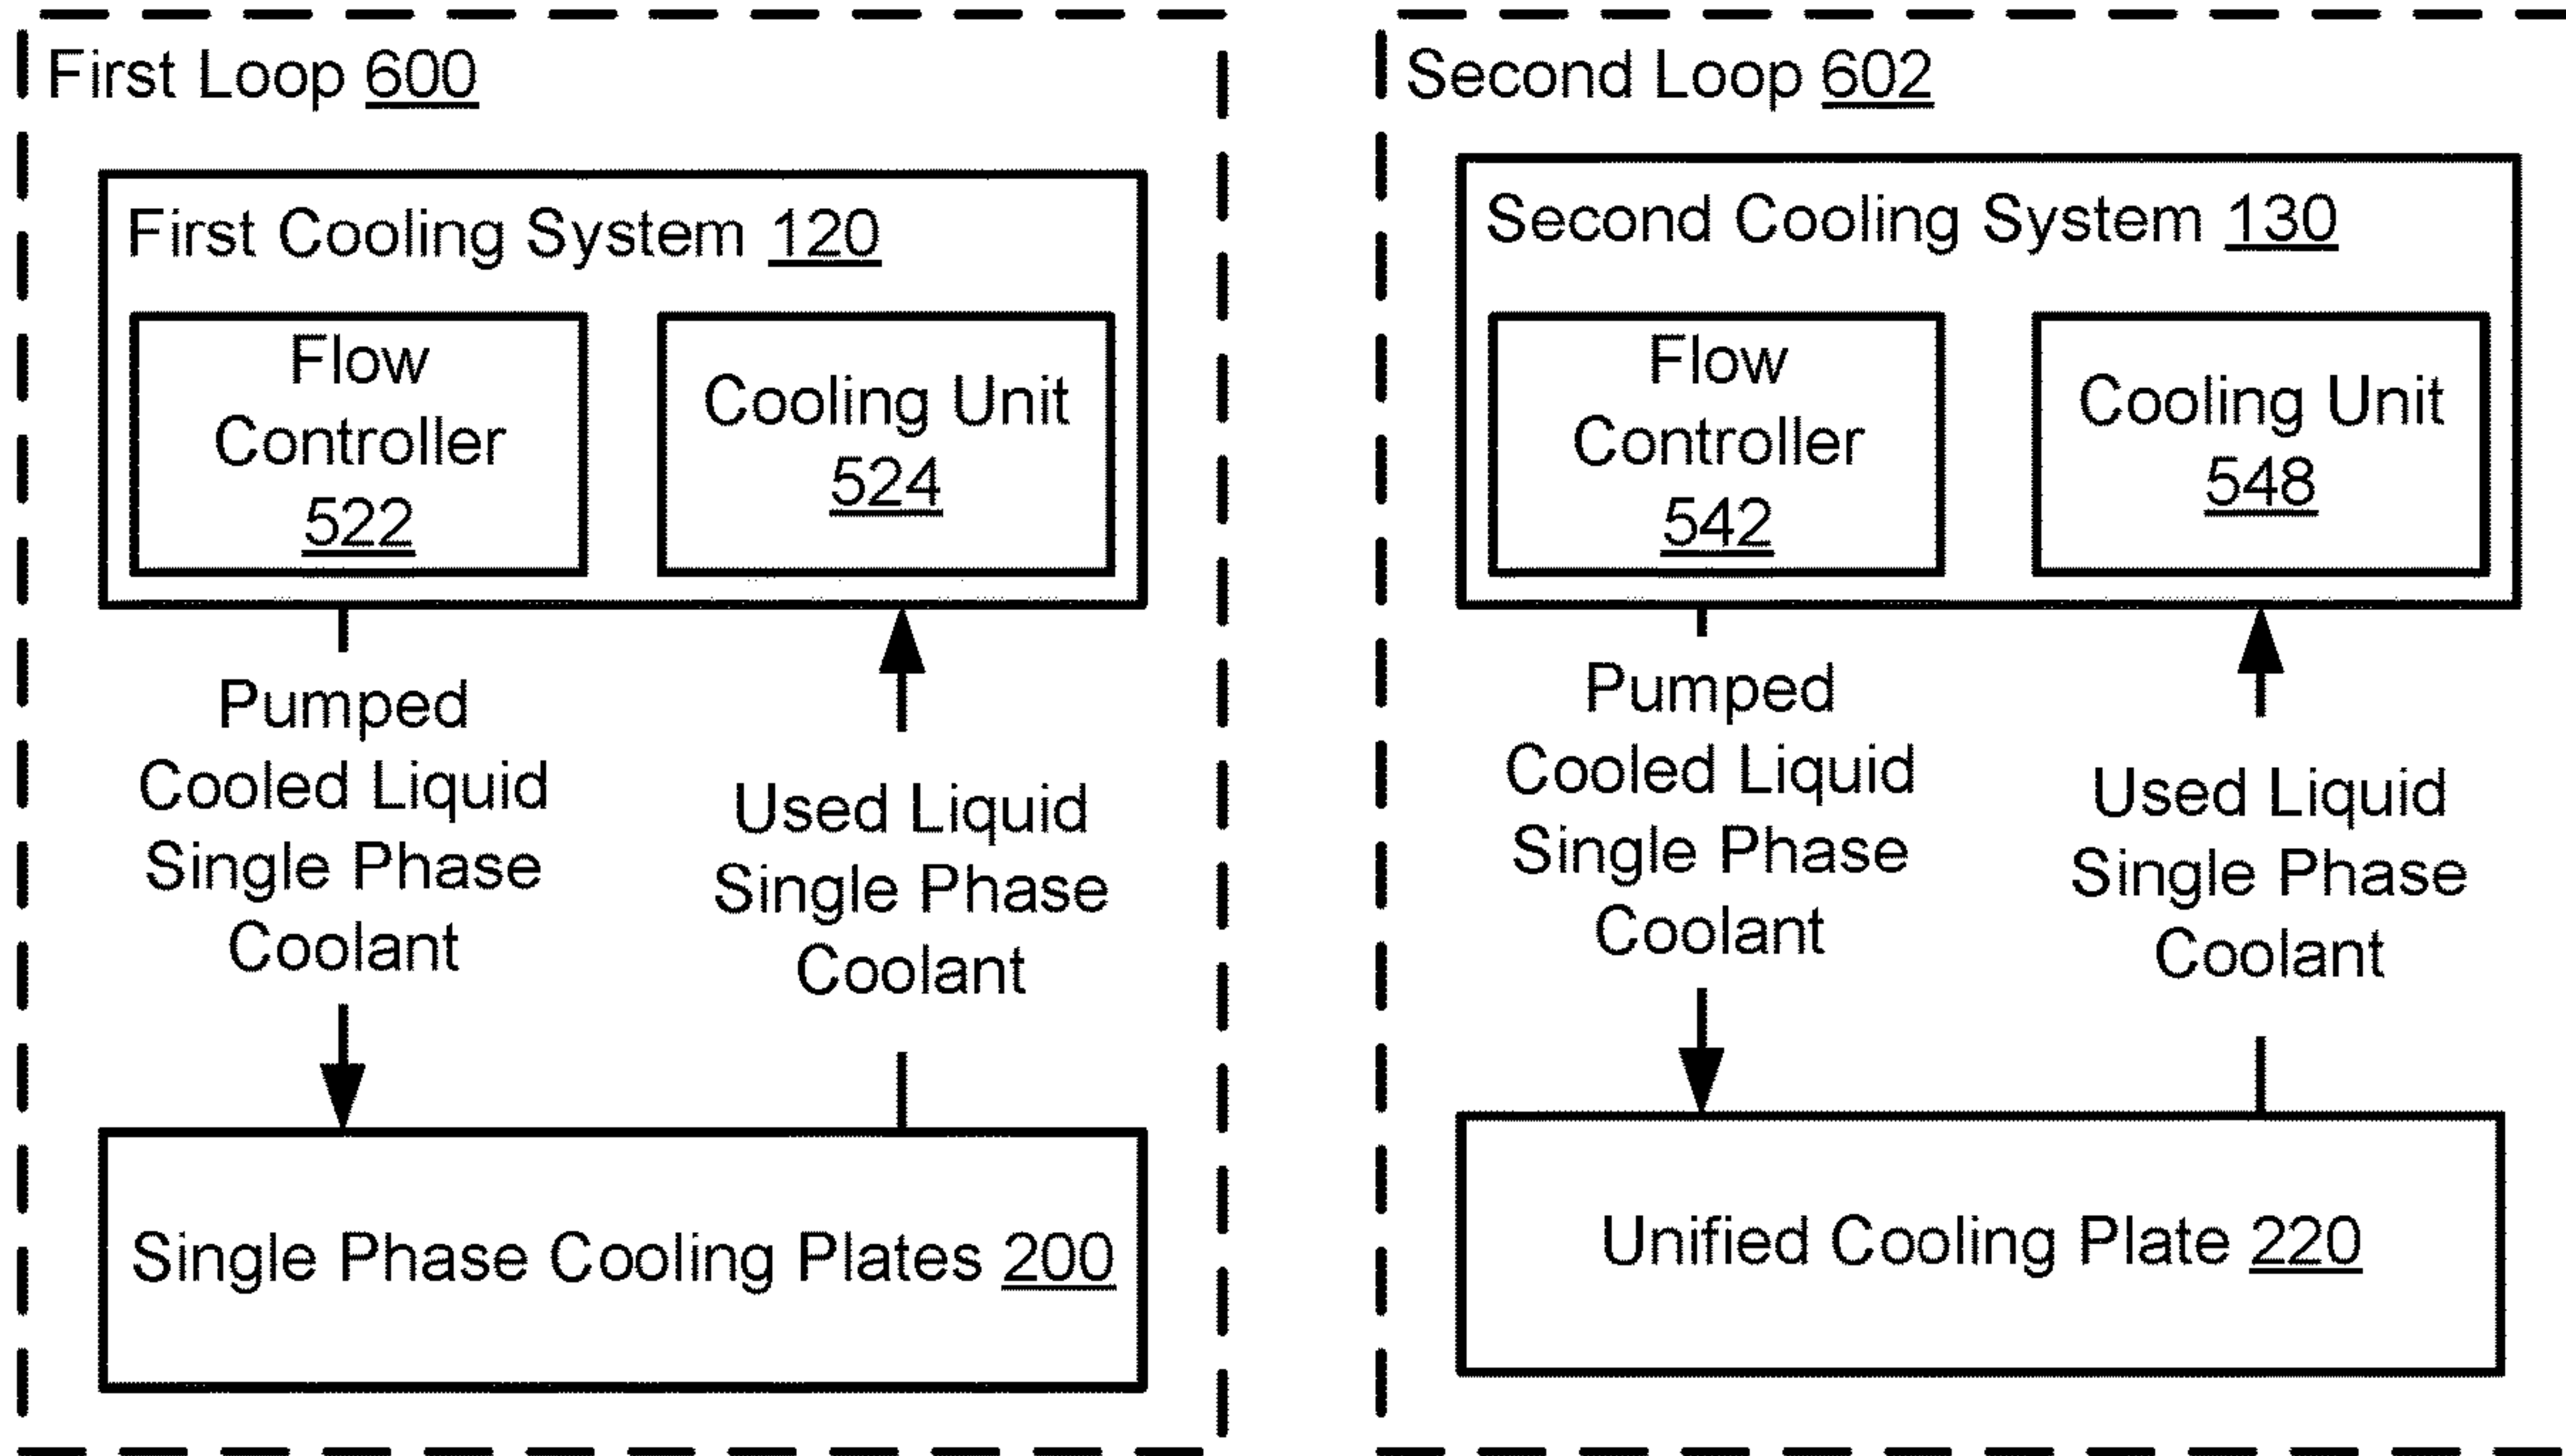 First Loop 600
First Cooling System 120
Flow
Controller
522
Cooling Unit
524
Pumped
Cooled Liquid
Single Phase
Coolant
Used Liquid
Single Phase
Coolant
Single Phase Cooling Plates 200
Second Loop 602
Second Cooling System 130
Flow
Controller
542
Cooling Unit
548
Pumped
Cooled Liquid
Single Phase
Coolant
Used Liquid
Single Phase
Coolant
Unified Cooling Plate 220